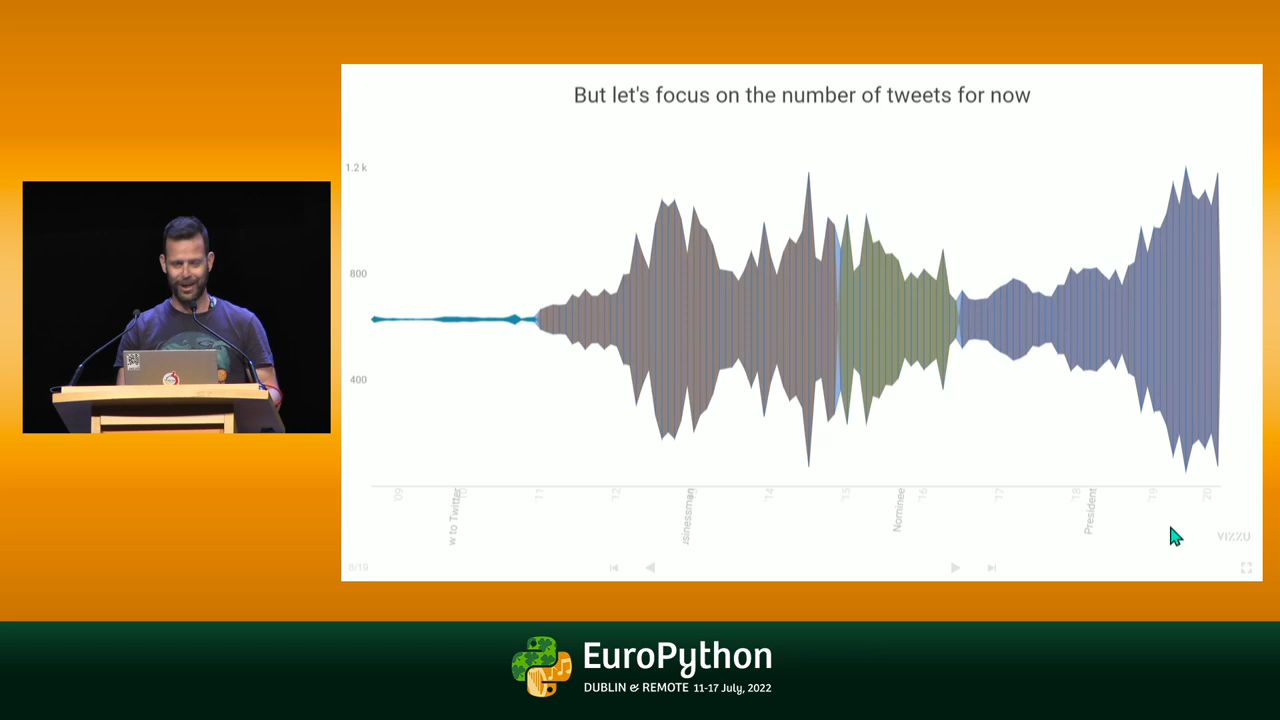 But let's focus on the number of tweets for now
1.2 k
800
400
'09
'10
'11
'12
'14
'15
'16
'17
'18
'19
'20
w to Twitter
usinessman
Nominee
President
VIZZU
8/19
EuroPython
DUBLIN & REMOTE 11-17 July, 2022